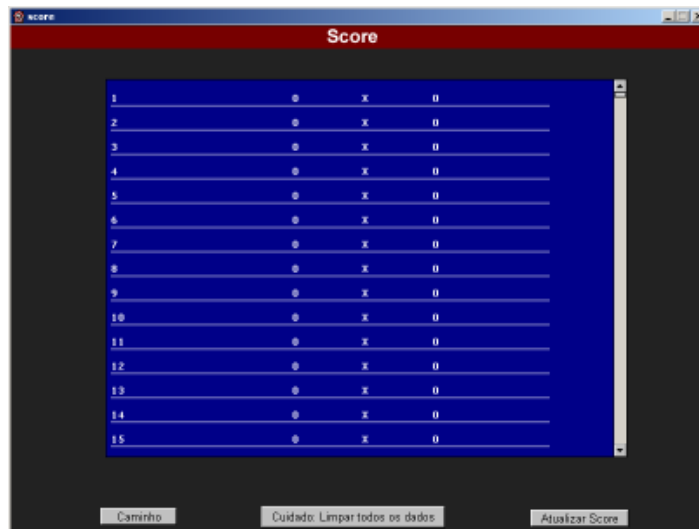 score
Score
1 0 X 0
2 0 X 0
3 0 X 0
4 0 X 0
5 0 X 0
6 0 X 0
7 0 X 0
8 0 X 0
9 0 X 0
10 0 X 0
11 0 X 0
12 0 X 0
13 0 X 0
14 0 X 0
15 0 X 0
Caminho Cuidado: Limpar todos os dados Atualizar Score